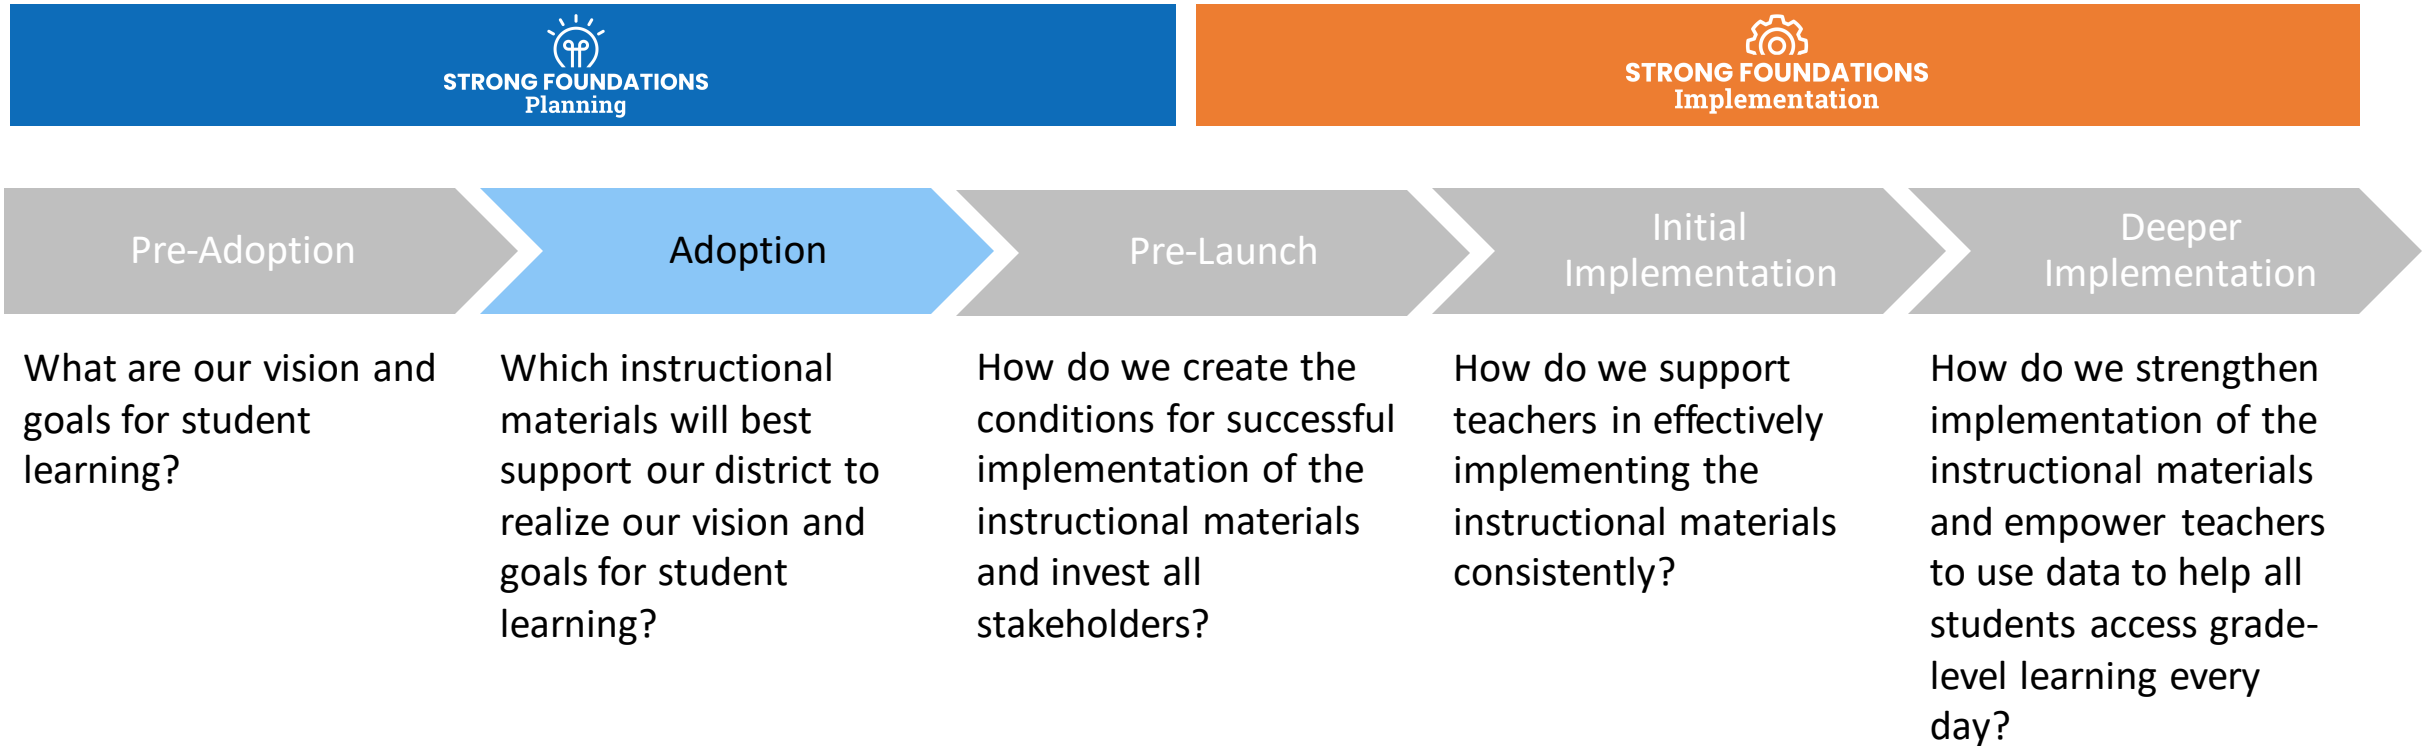 STRONG FOUNDATIONS
Planning
STRONG FOUNDATIONS
Implementation
Pre-Adoption
Adoption
Pre-Launch
Initial
Implementation
Deeper
Implementation
What are our vision and
goals for student
learning?
Which instructional
materials will best
support our district to
realize our vision and
goals for student
learning?
How do we create the
conditions for successful
implementation of the
instructional materials
and invest all
stakeholders?
How do we support
teachers in effectively
implementing the
instructional materials
consistently?
How do we strengthen
implementation of the
instructional materials
and empower teachers
to use data to help all
students access grade-
level learning every
day?